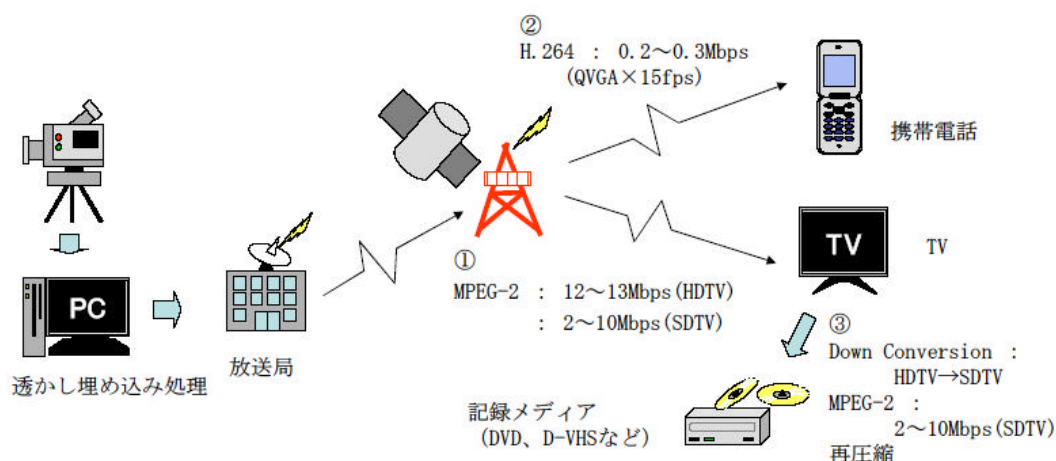 ②
H.264 : 0.2～0.3Mbps
(QVGA×15fps)
携帯電話
TV
TV
①
MPEG-2 : 12～13Mbps(HDTV)
: 2～10Mbps(SDTV)
PC
透かし埋め込み処理
放送局
③
Down Conversion :
HDTV→SDTV
MPEG-2 :
2～10Mbps(SDTV)
再圧縮
記録メディア
(DVD、D-VHSなど)